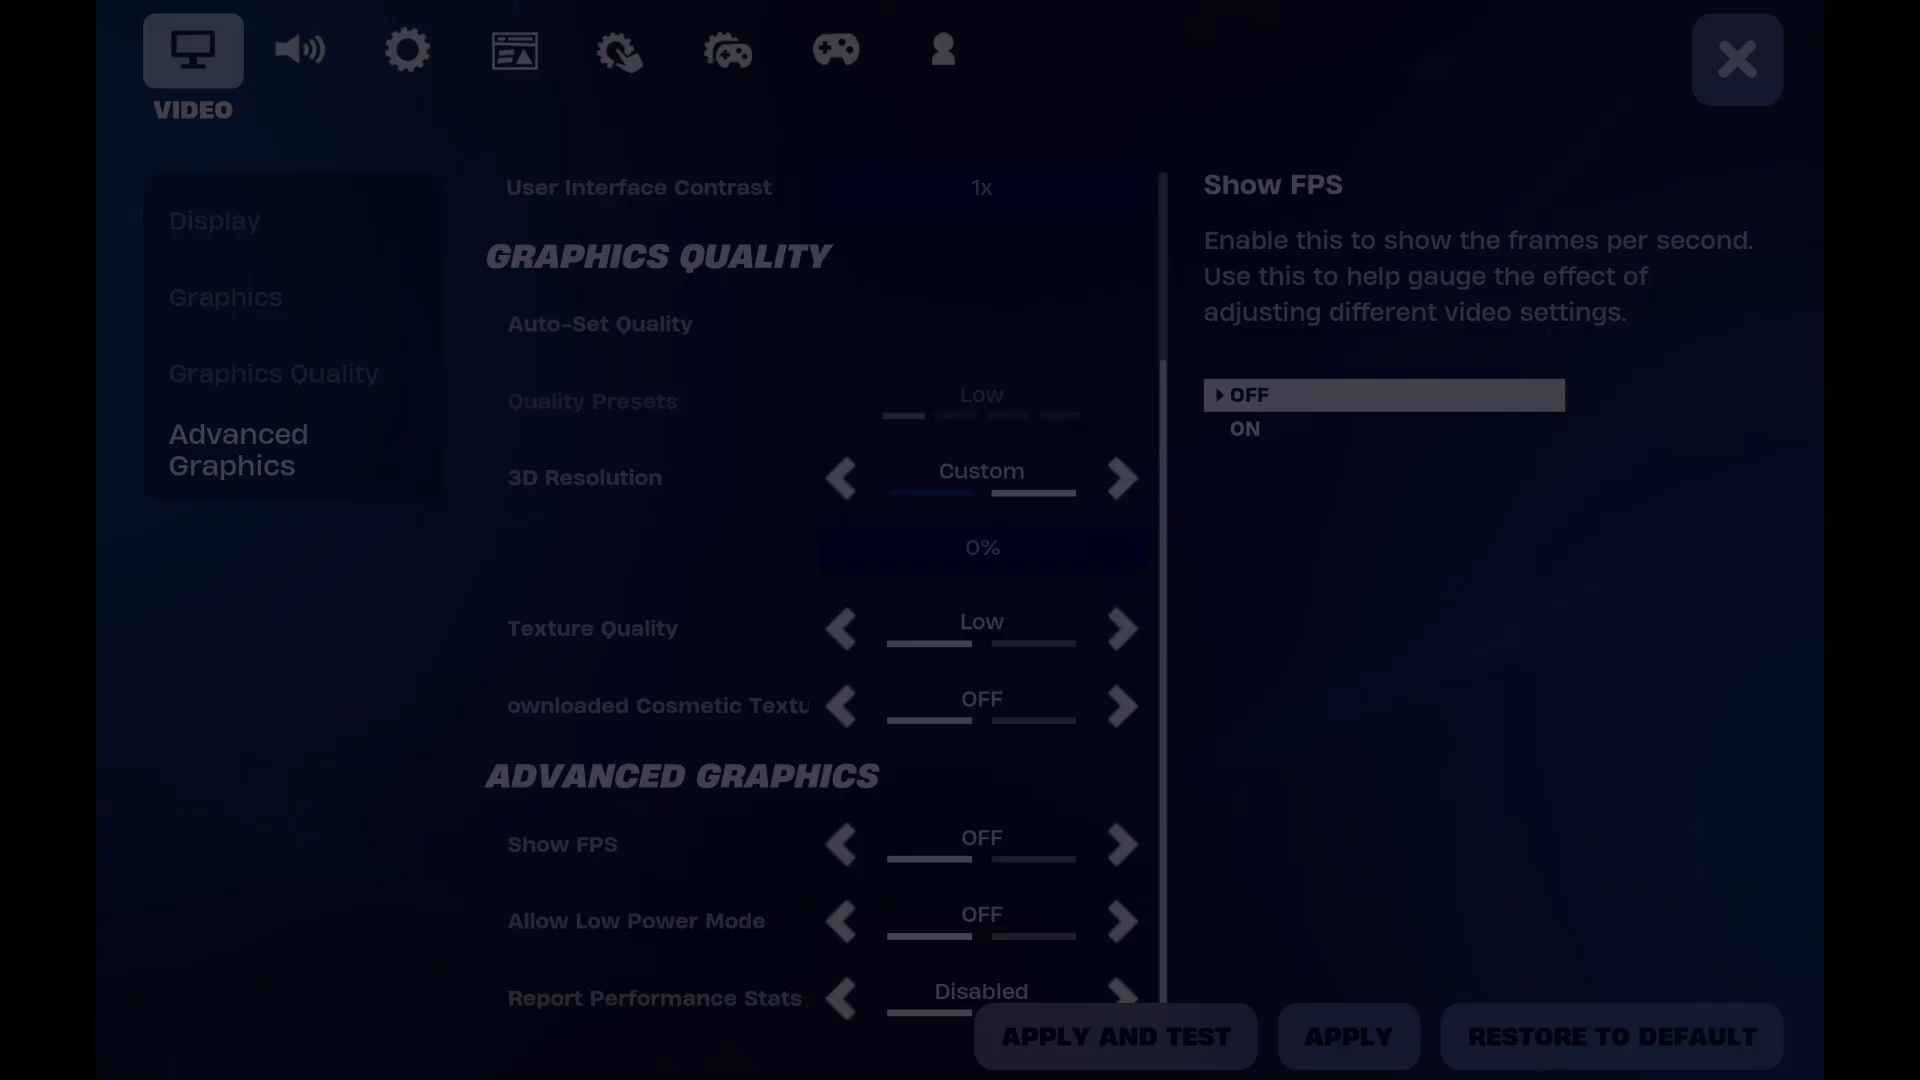 VIDEO
Display
Graphics
Graphics Quality
Advanced
Graphics
User Interface Contrast
1x
GRAPHICS QUALITY
Auto-Set Quality
Quality Presets
Low
3D Resolution
Custom
0%
Texture Quality
Low
ownloaded Cosmetic Textu
OFF
ADVANCED GRAPHICS
Show FPS
OFF
Allow Low Power Mode
OFF
Report Performance Stats
Disabled
Show FPS
Enable this to show the frames per second.
Use this to help gauge the effect of
adjusting different video settings.
OFF
ON
APPLY AND TEST
APPLY
RESTORE TO DEFAULT